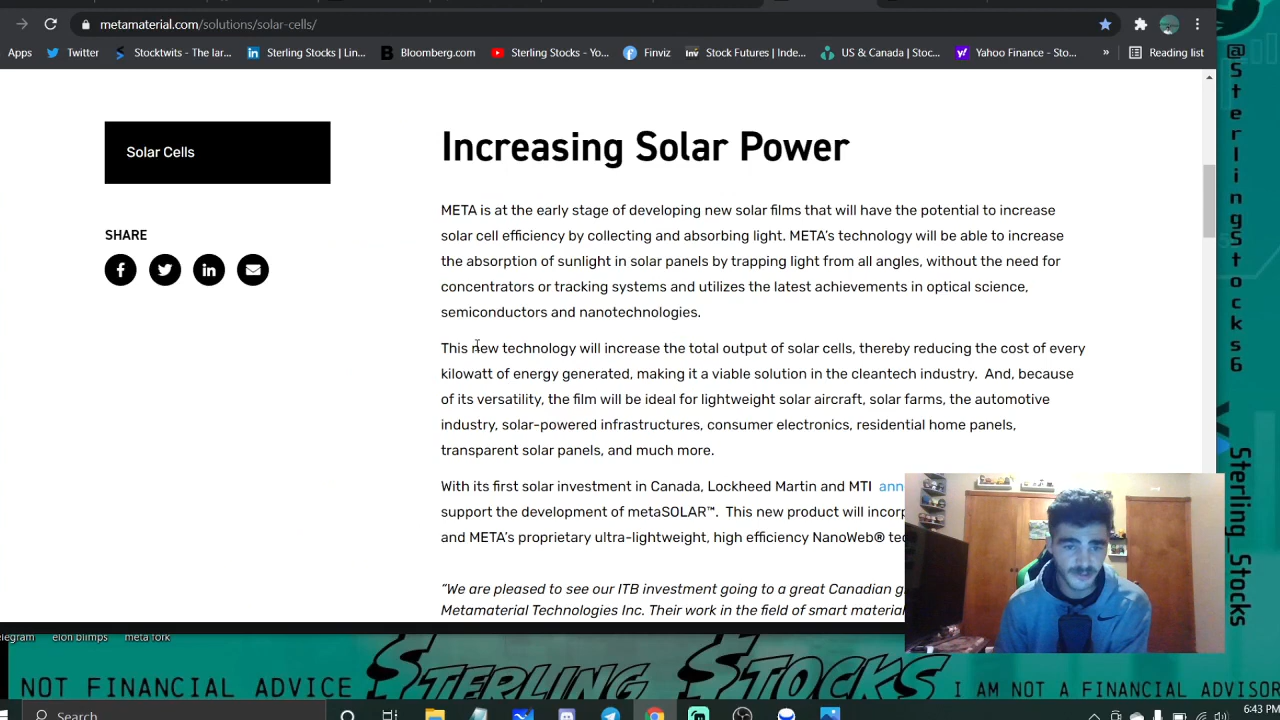 metamaterial.com/solutions/solar-cells/
Apps Twitter Stocktwits - The lar... Sterling Stocks | Lin... Bloomberg.com Sterling Stocks - Yo... Finviz Stock Futures | Inde... US & Canada | Stoc... Yahoo Finance - Sto... » Reading list
Solar Cells
SHARE
Increasing Solar Power
META is at the early stage of developing new solar films that will have the potential to increase
solar cell efficiency by collecting and absorbing light. META's technology will be able to increase
the absorption of sunlight in solar panels by trapping light from all angles, without the need for
concentrators or tracking systems and utilizes the latest achievements in optical science,
semiconductors and nanotechnologies.
This new technology will increase the total output of solar cells, thereby reducing the cost of every
kilowatt of energy generated, making it a viable solution in the cleantech industry. And, because
of its versatility, the film will be ideal for lightweight solar aircraft, solar farms, the automotive
industry, solar-powered infrastructures, consumer electronics, residential home panels,
transparent solar panels, and much more.
With its first solar investment in Canada, Lockheed Martin and MTI ann
support the development of metaSOLAR™. This new product will incorp
and META's proprietary ultra-lightweight, high efficiency NanoWeb® tec
"We are pleased to see our ITB investment going to a great Canadian g
Metamaterial Technologies Inc. Their work in the field of smart material
@SterlingStocks6
Sterling_Stocks
elegram elon blimps meta fork
NOT FINANCIAL ADVICE
STERLING STOCKS
I AM NOT A FINANCIAL ADVISOR
Search
6:43 PM